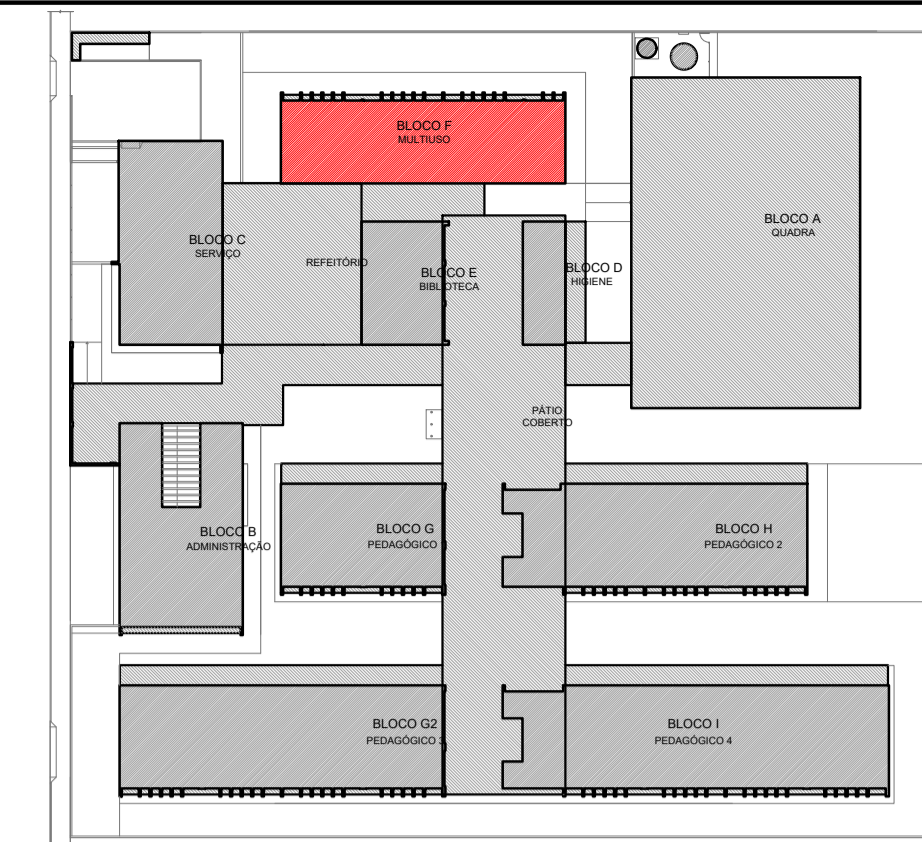 BLOCO F
MULTIUSO
BLOCO A
QUADRA
BLOCO C
SERVIÇO
REFEITÓRIO
BLOCO E
BIBLIOTECA
BLOCO D
HIGIENE
PÁTIO
COBERTO
BLOCO B
ADMINISTRAÇÃO
BLOCO G
PEDAGÓGICO
BLOCO H
PEDAGÓGICO 2
BLOCO G2
PEDAGÓGICO 3
BLOCO I
PEDAGÓGICO 4